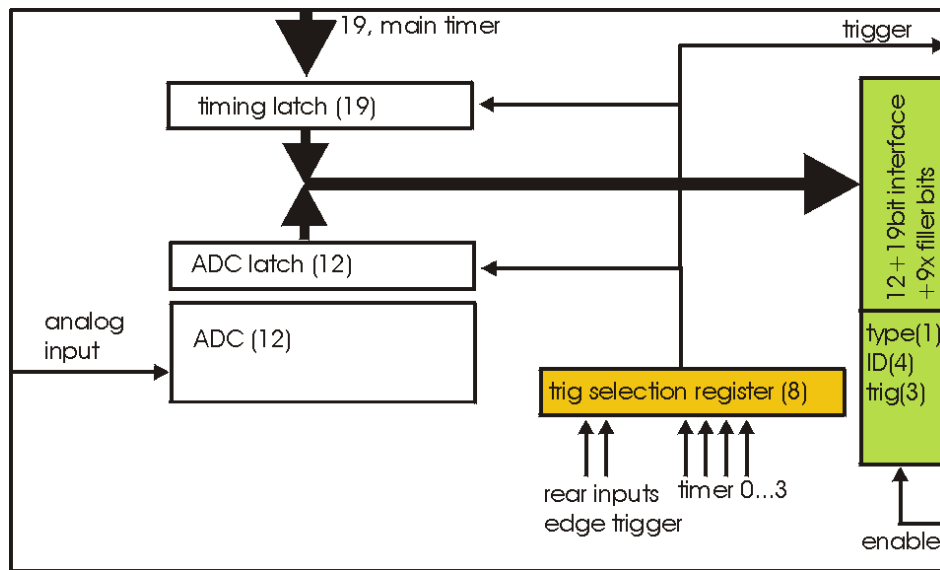 19, main timer
trigger
timing latch (19)
12+19bit interface
+9x filler bits
ADC latch (12)
analog
input
ADC (12)
type(1)
ID(4)
trig(3)
trig selection register (8)
rear inputs
edge trigger
timer 0...3
enable